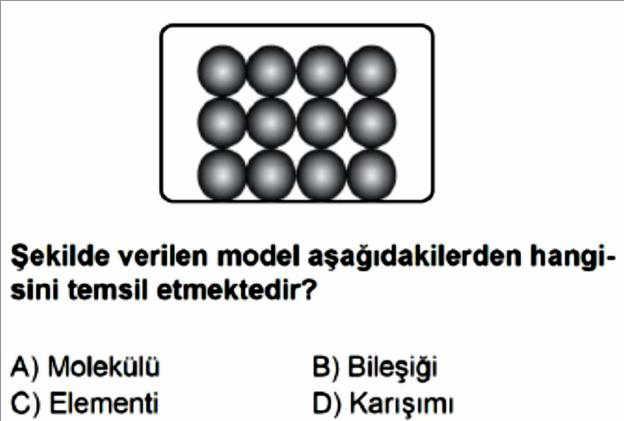 Şekilde verilen model aşağıdakilerden hangi-
sini temsil etmektedir?
A) Molekülü B) Bileşiği
C) Elementi D) Karışımı